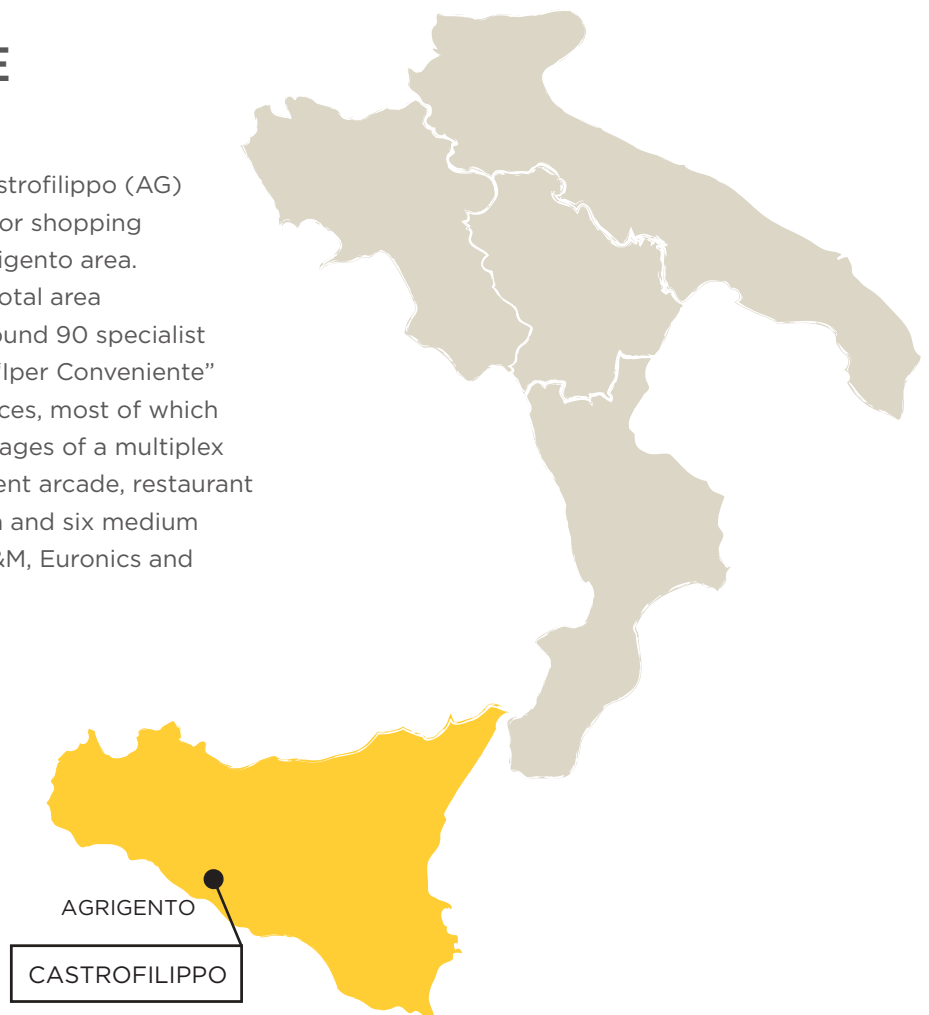 E
strofilippo (AG)
or shopping
igento area.
otal area
ound 90 specialist
“Iper Conveniente”
ces, most of which
ages of a multiplex
ent arcade, restaurant
and six medium
&M, Euronics and
AGRIGENTO
CASTROFILIPPO